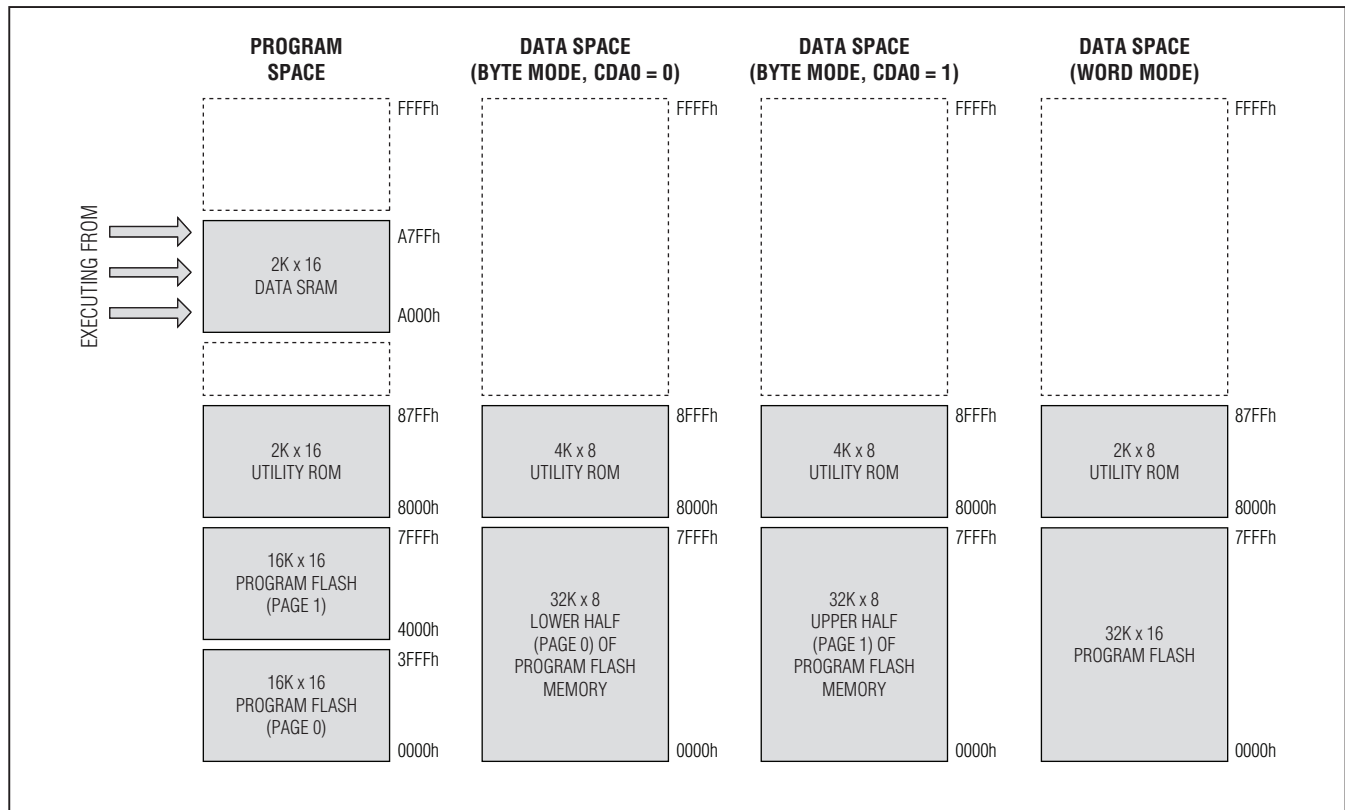 PROGRAM
SPACE
DATA SPACE
(BYTE MODE, CDA0 = 0)
DATA SPACE
(BYTE MODE, CDA0 = 1)
DATA SPACE
(WORD MODE)
EXECUTING FROM
FFFFh
A7FFh
2K x 16
DATA SRAM
A000h
87FFh
2K x 16
UTILITY ROM
8000h
7FFFh
16K x 16
PROGRAM FLASH
(PAGE 1)
4000h
3FFFh
16K x 16
PROGRAM FLASH
(PAGE 0)
0000h
FFFFh
8FFFh
4K x 8
UTILITY ROM
8000h
7FFFh
32K x 8
LOWER HALF
(PAGE 0) OF
PROGRAM FLASH
MEMORY
0000h
FFFFh
8FFFh
4K x 8
UTILITY ROM
8000h
7FFFh
32K x 8
UPPER HALF
(PAGE 1) OF
PROGRAM FLASH
MEMORY
0000h
FFFFh
87FFh
2K x 8
UTILITY ROM
8000h
7FFFh
32K x 16
PROGRAM FLASH
0000h